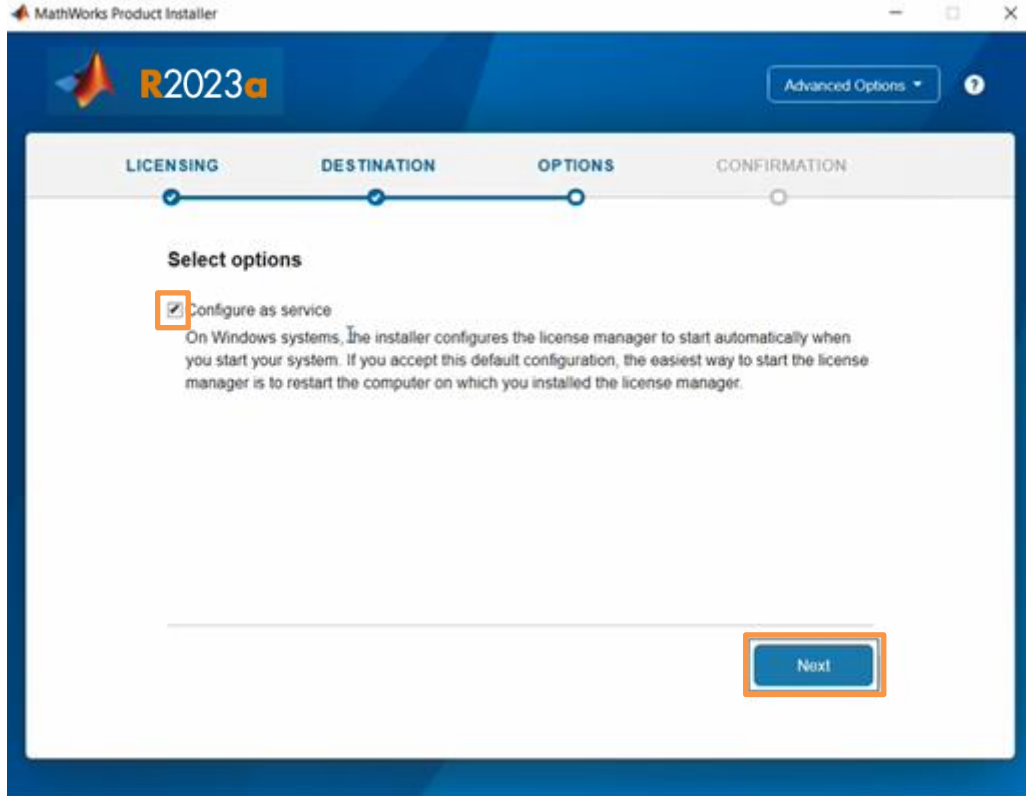 MathWorks Product Installer
R2023a
Advanced Options
?
LICENSING DESTINATION OPTIONS CONFIRMATION
Select options
Configure as service
On Windows systems, the installer configures the license manager to start automatically when
you start your system. If you accept this default configuration, the easiest way to start the license
manager is to restart the computer on which you installed the license manager.
Next